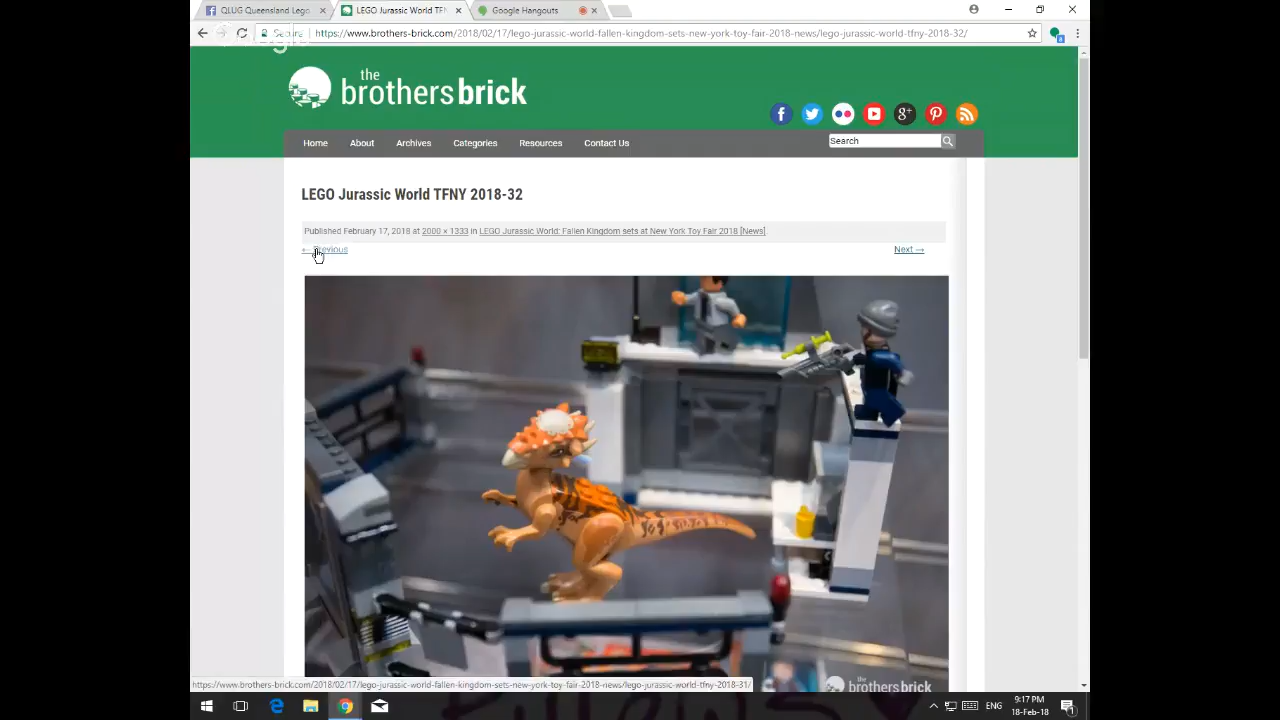 QLUG Queensland Lego
LEGO Jurassic World TFN
Google Hangouts
Secure
https://www.brothers-brick.com/2018/02/17/lego-jurassic-world-fallen-kingdom-sets-new-york-toy-fair-2018-news/lego-jurassic-world-tfny-2018-32/
the
brothers brick
Home About Archives Categories Resources Contact Us
Search
LEGO Jurassic World TFNY 2018-32
Published February 17, 2018 at 2000 × 1333 in LEGO Jurassic World: Fallen Kingdom sets at New York Toy Fair 2018 [News]
← Previous
Next →
https://www.brothers-brick.com/2018/02/17/lego-jurassic-world-fallen-kingdom-sets-new-york-toy-fair-2018-news/lego-jurassic-world-tfny-2018-31/
the
brothers brick
ENG
9:17 PM
18-Feb-18